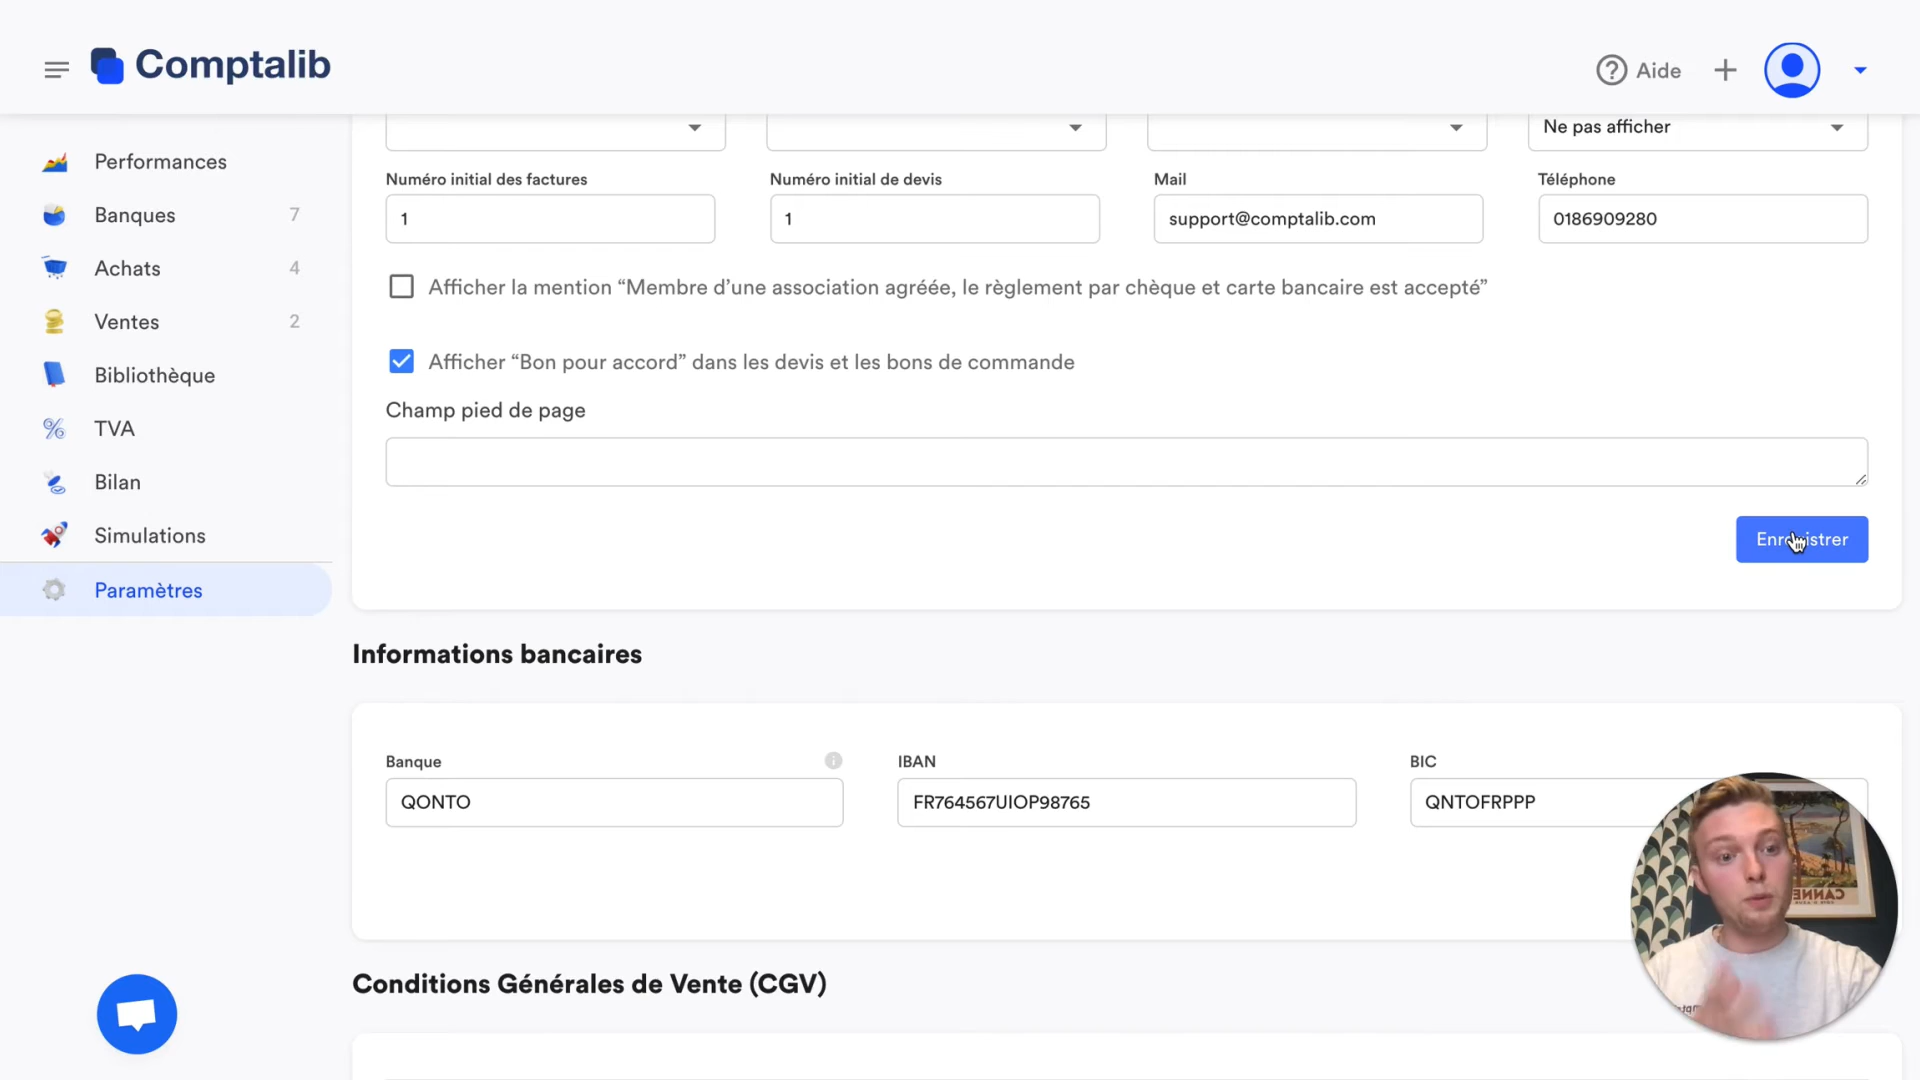 Comptalib
Aide
Performances
Banques 7
Achats 4
Ventes 2
Bibliothèque
TVA
Bilan
Simulations
Paramètres
Ne pas afficher
Numéro initial des factures
1
Numéro initial de devis
1
Mail
support@comptalib.com
Téléphone
0186909280
Afficher la mention “Membre d’une association agréée, le règlement par chèque et carte bancaire est accepté”
Afficher “Bon pour accord” dans les devis et les bons de commande
Champ pied de page
Enregistrer
Informations bancaires
Banque
QONTO
IBAN
FR764567UIOP98765
BIC
QNTOFRPPP
CANNES
Conditions Générales de Vente (CGV)